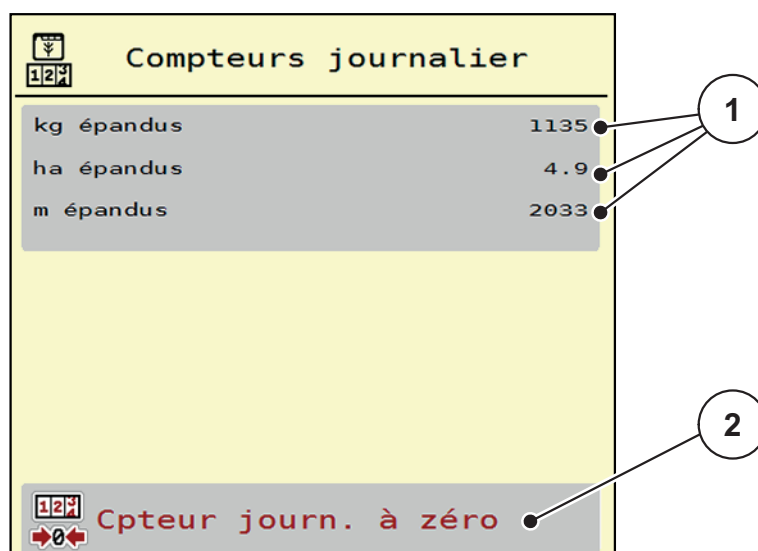 Compteurs journalier
kg épandus 1135
ha épandus 4.9
m épandus 2033
Cpteur journ. à zéro
1
2